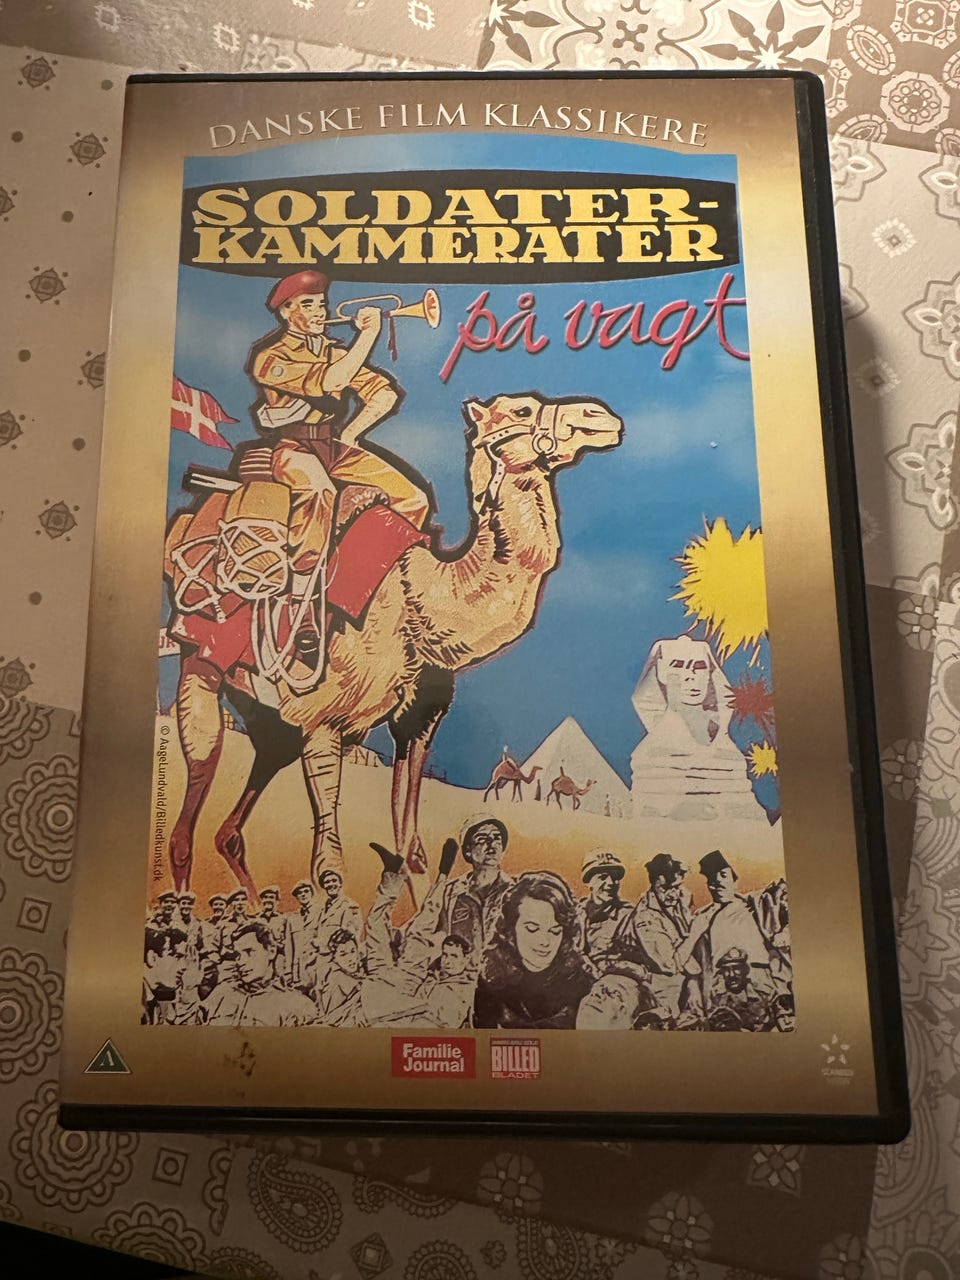 DANSKE FILM KLASSIKERE
SOLDATER-
KAMMERATER
på vagt
© AageLundvald/Billedkunst.dk
A
Familie
Journal
BILLED
BLADET